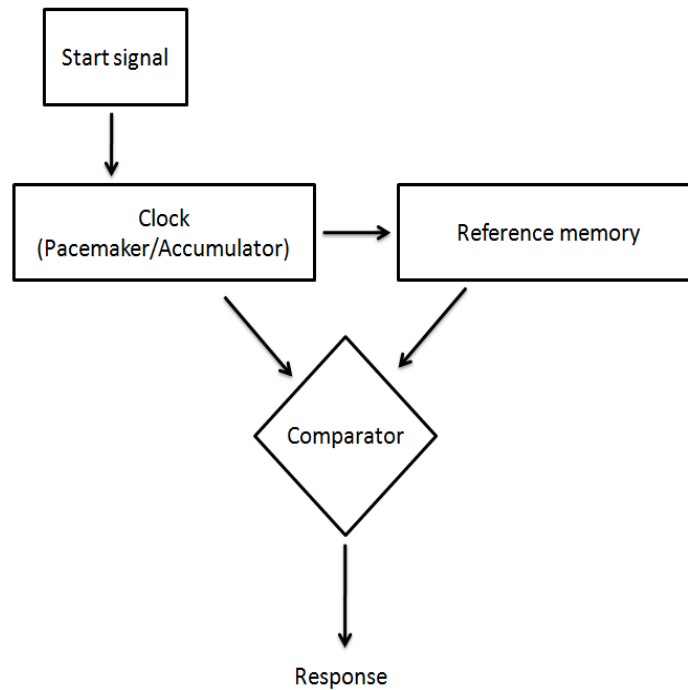 Start signal
Clock
(Pacemaker/Accumulator)
Reference memory
Comparator
Response